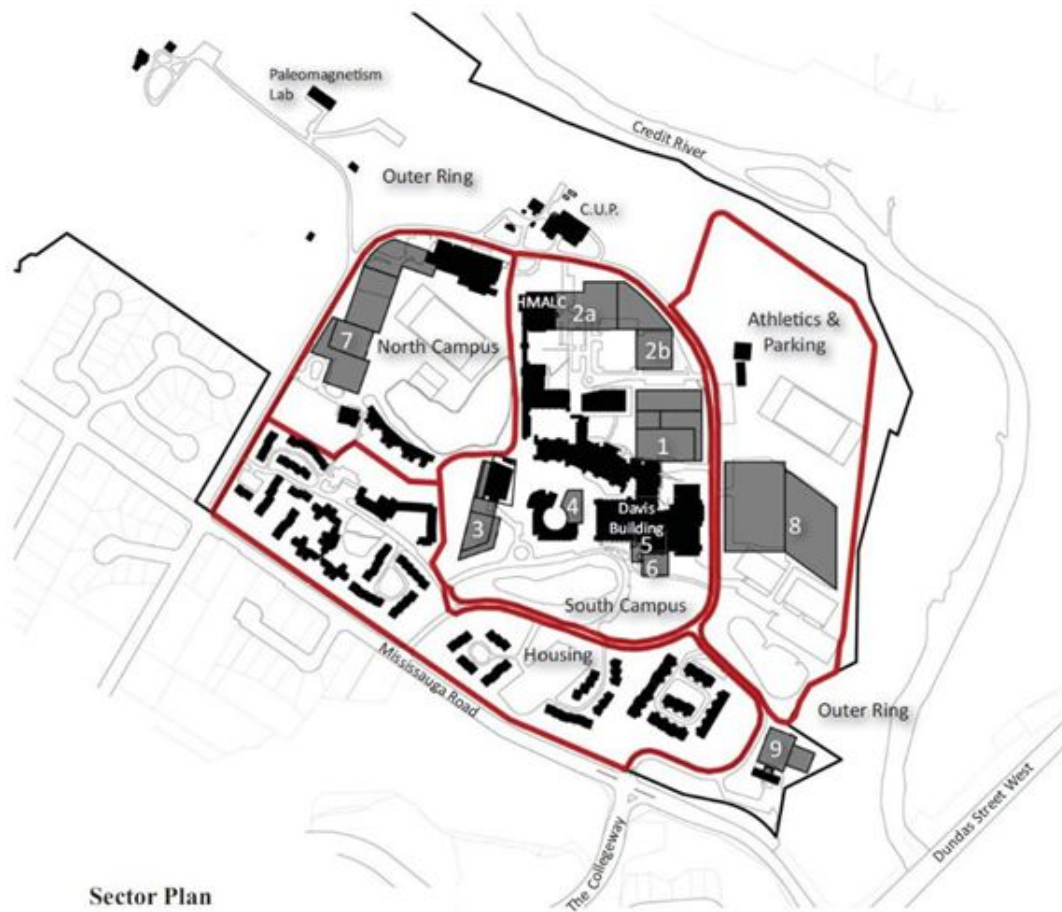 Paleomagnetism
Lab
Credit River
Outer Ring
C.U.P.
HMALC
2a
Athletics &
Parking
7
North Campus
2b
1
3
4
Davis
Building
5
6
8
South Campus
Housing
Mississauga Road
Outer Ring
9
The Collegeway
Dundas Street West
Sector Plan